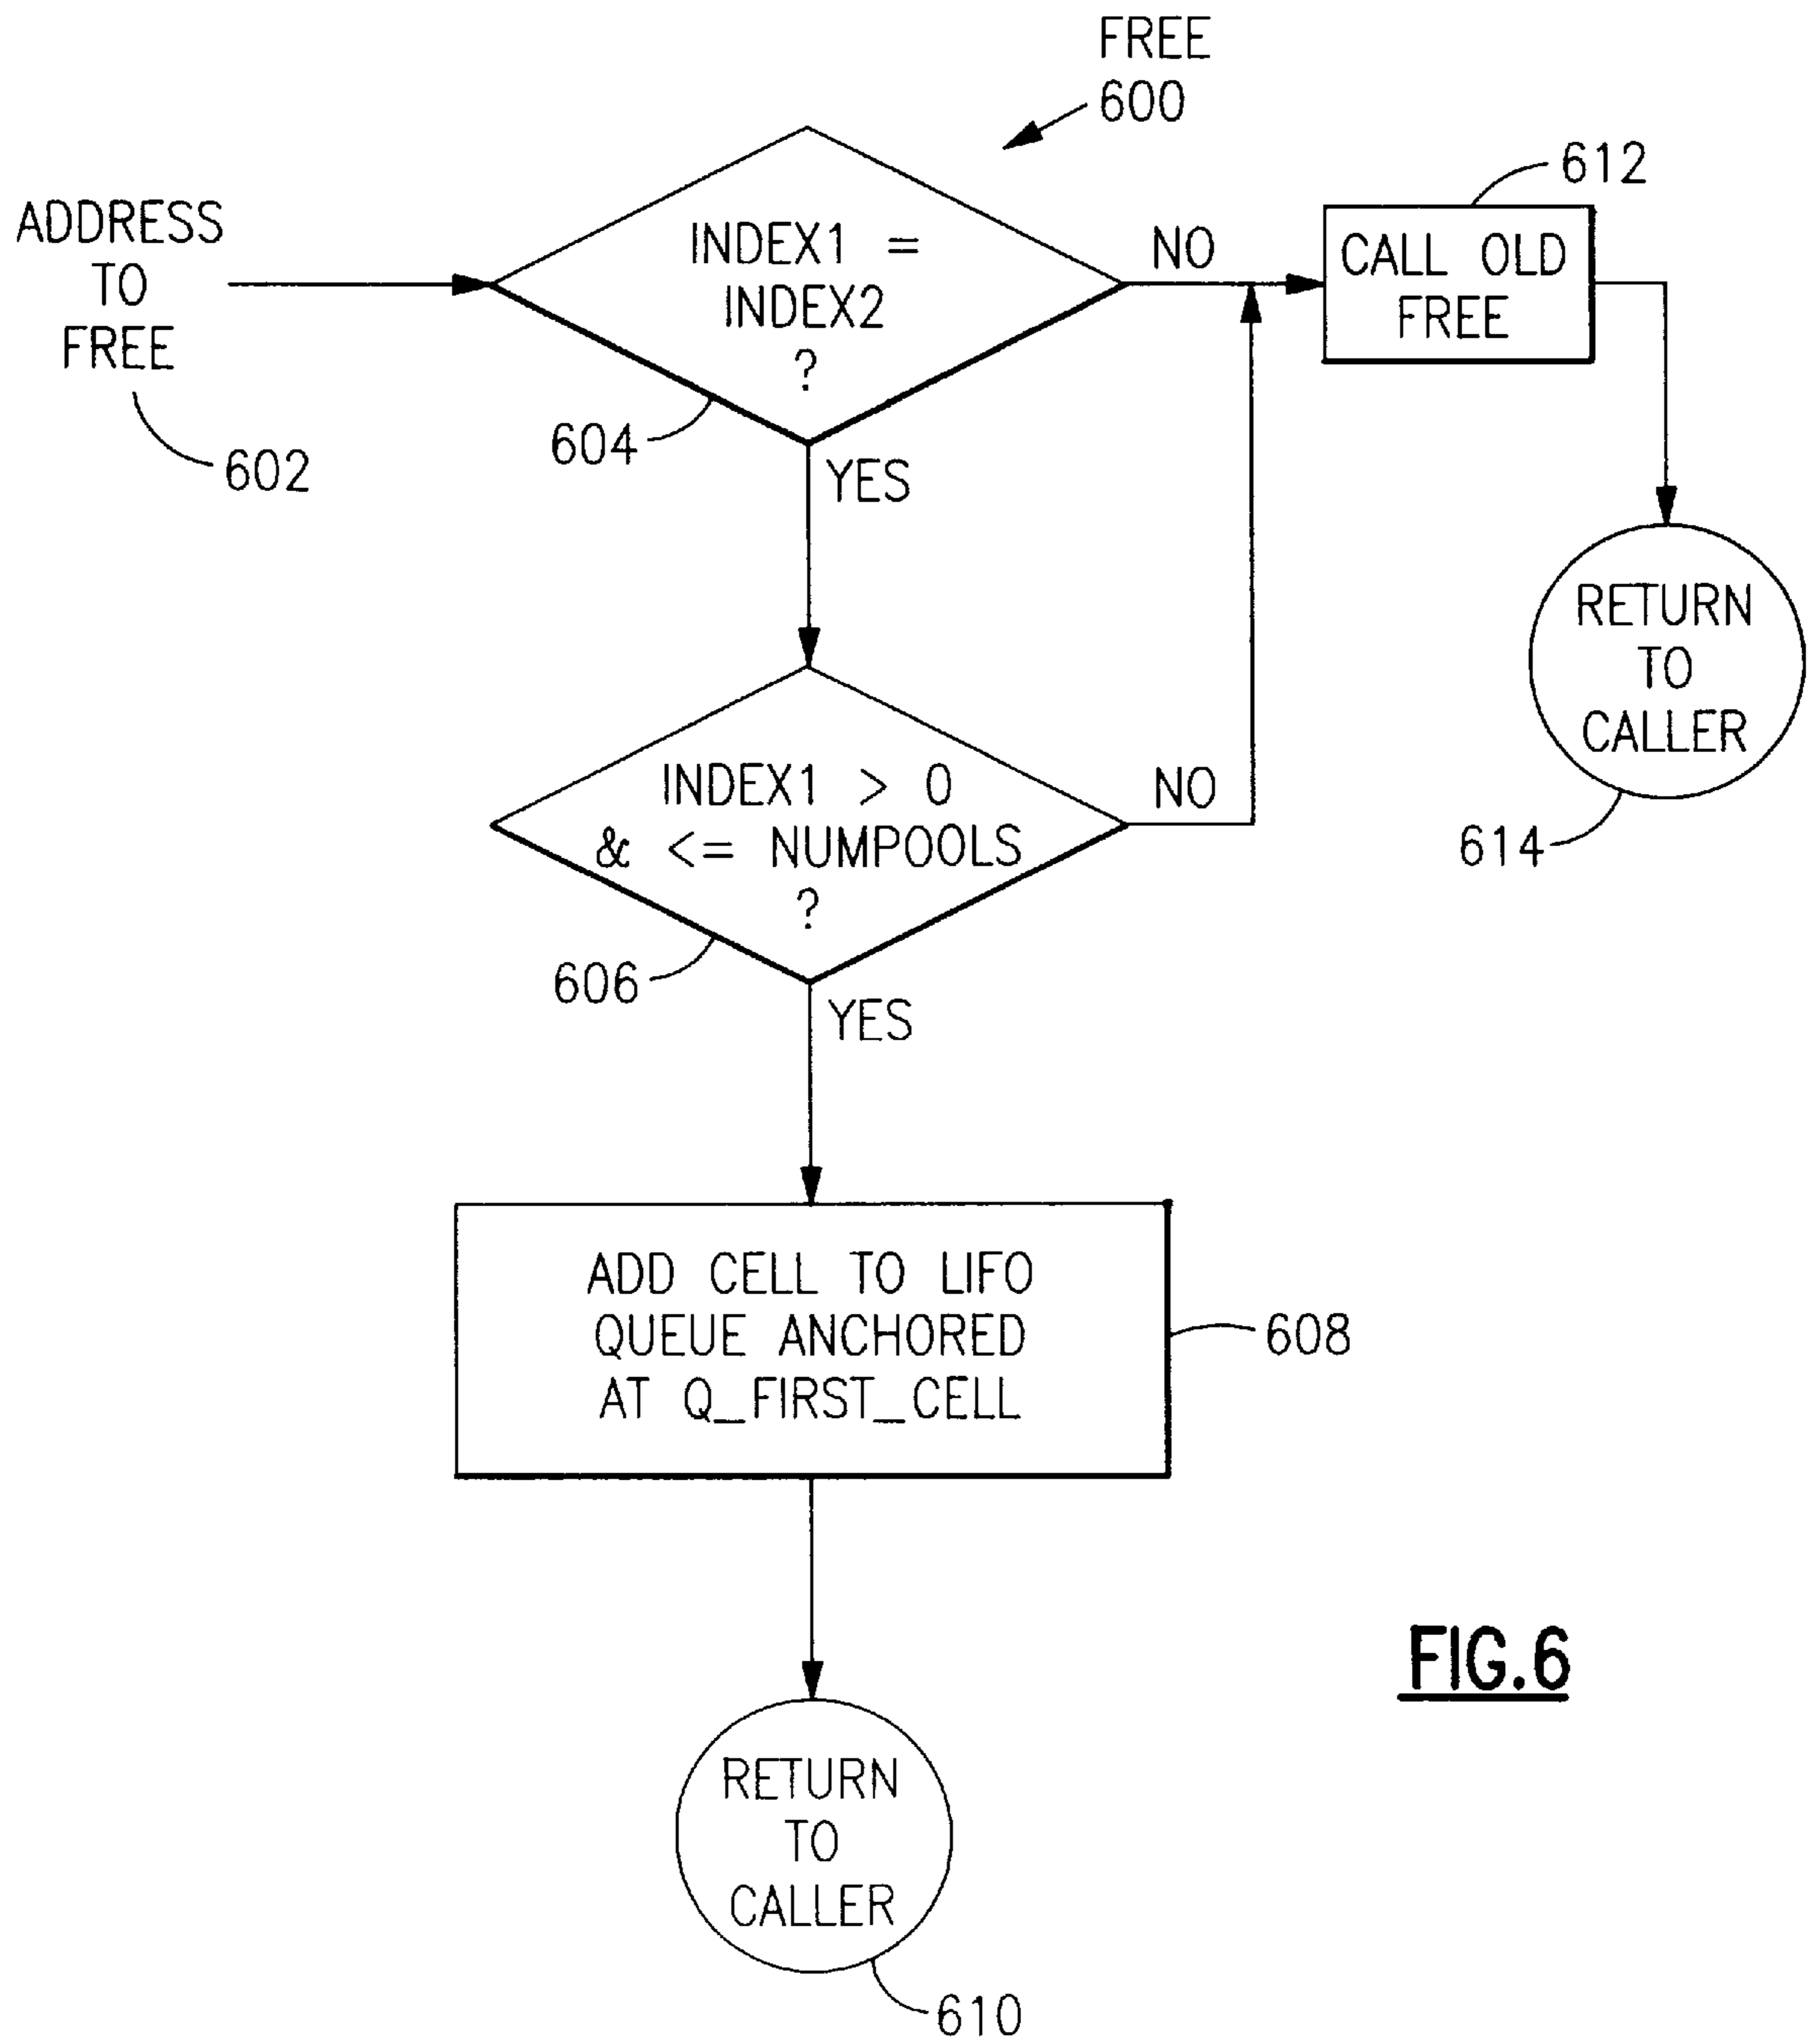 FREE
600
ADDRESS
TO
FREE
602
INDEX1 =
INDEX2
?
604
NO
YES
612
CALL OLD
FREE
RETURN
TO
CALLER
614
INDEX1 > 0
& <= NUMPOOLS
?
606
NO
YES
ADD CELL TO LIFO
QUEUE ANCHORED
AT Q_FIRST_CELL
608
RETURN
TO
CALLER
610
FIG.6